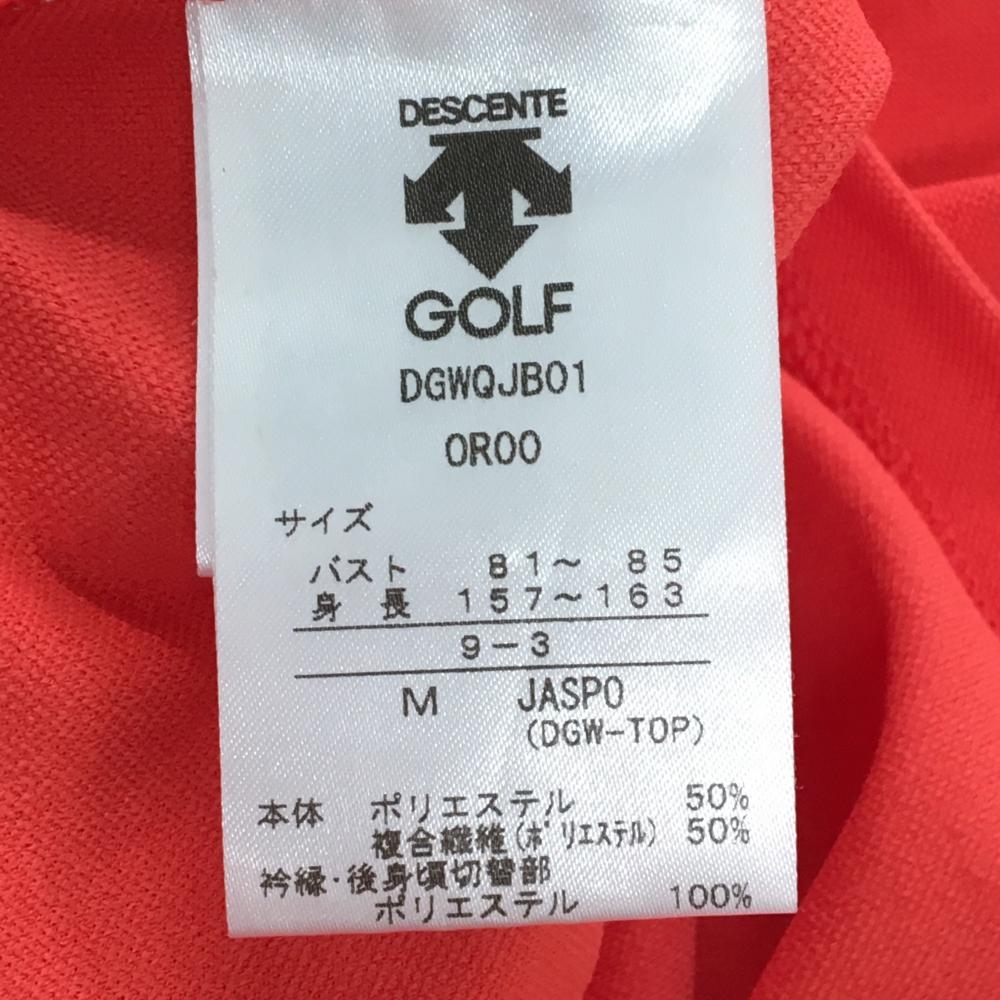 DESCENTE
GOLF
DGWQJB01
OR00
サイズ
バスト 81～ 85
身 長 157～163
9－3
M JASPO
(DGW-TOP)
本体 ポリエステル 50%
複合繊維(ﾎﾟﾘｴｽﾃﾙ) 50%
衿縁・後身頃切替部
ポリエステル 100%